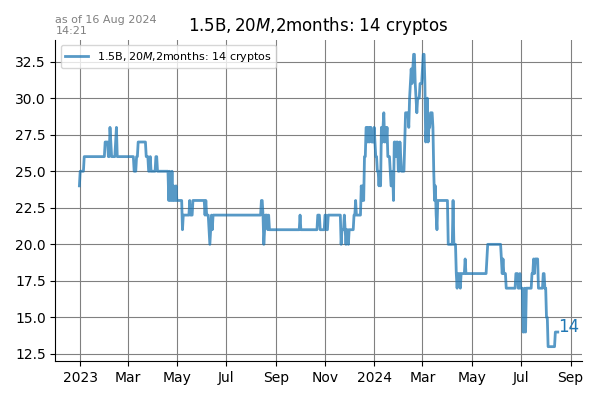 as of 16 Aug 2024
14:21
1.5B, 20M,2months: 14 cryptos
1.5B, 20M,2months: 14 cryptos
32.5
30.0
27.5
25.0
22.5
20.0
17.5
15.0
12.5
14
2023 Mar May Jul Sep Nov 2024 Mar May Jul Sep